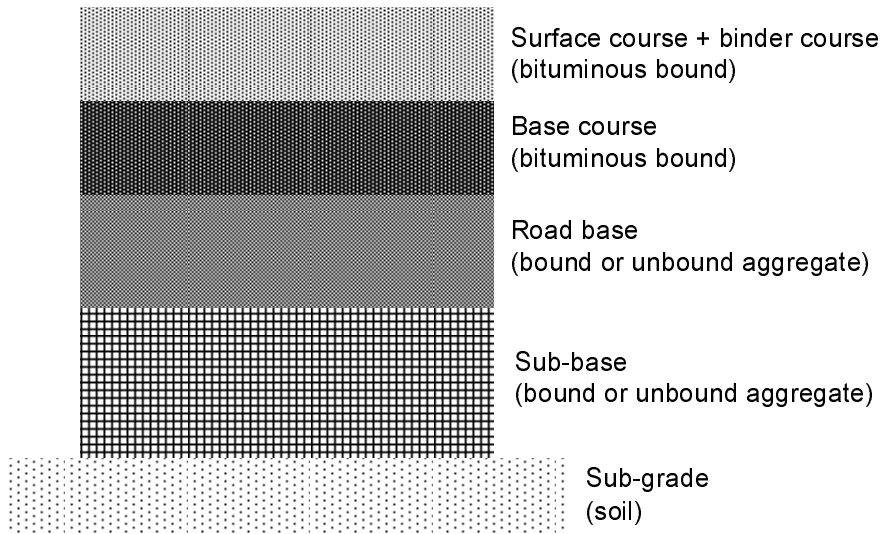 Surface course + binder course
(bituminous bound)
Base course
(bituminous bound)
Road base
(bound or unbound aggregate)
Sub-base
(bound or unbound aggregate)
Sub-grade
(soil)